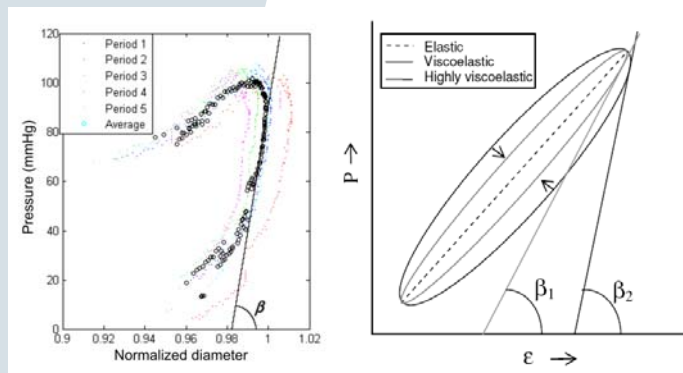 Pressure (mmHg)
120
100
80
60
40
20
0
Period 1
Period 2
Period 3
Period 4
Period 5
Average
β
0.9
0.92
0.94
0.96
0.98
1
1.02
Normalized diameter
P →
Elastic
Viscoelastic
Highly viscoelastic
β1
β2
ε →